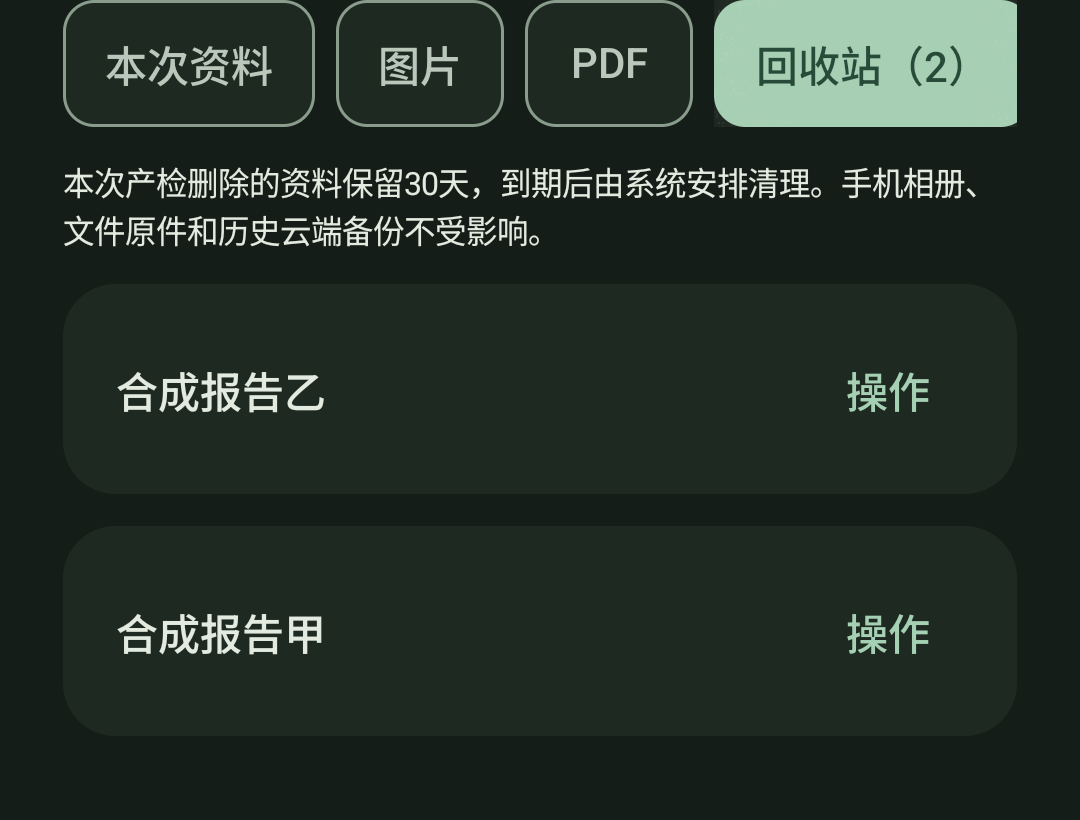 本次资料 图片 PDF 回收站（2）
本次产检删除的资料保留30天，到期后由系统安排清理。手机相册、
文件原件和历史云端备份不受影响。
合成报告乙 操作
合成报告甲 操作